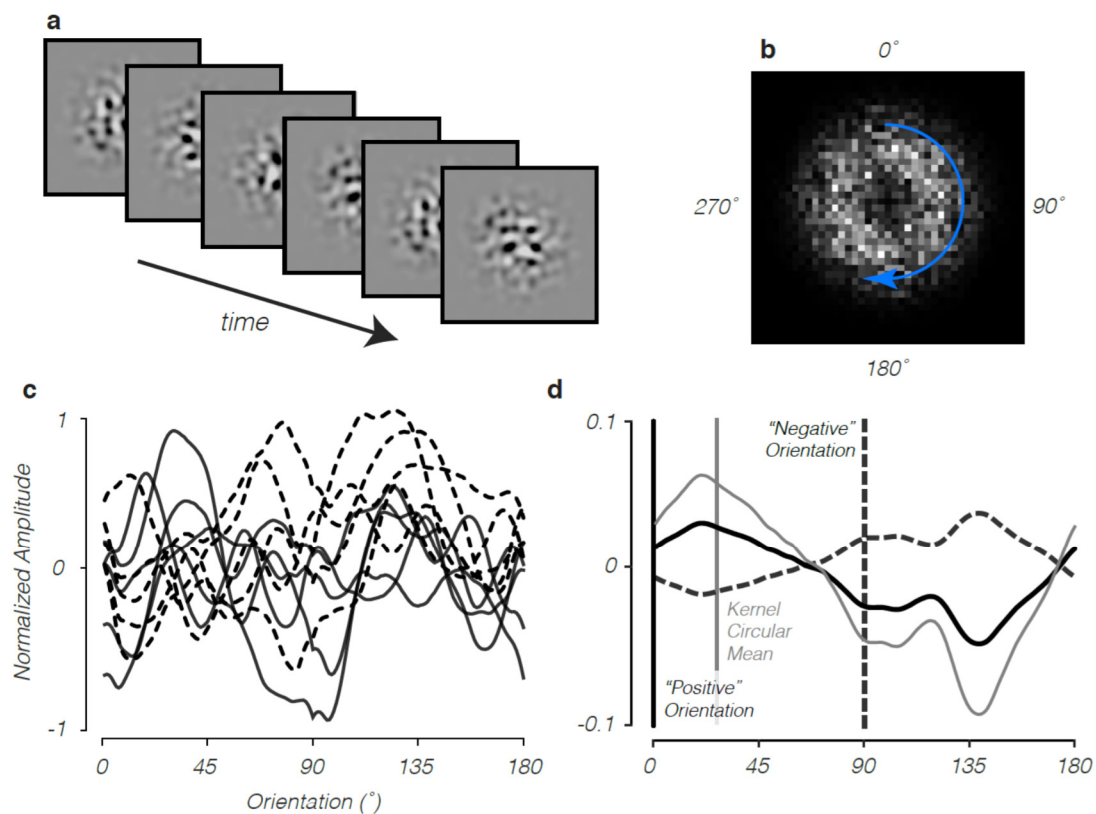 a
time
b
0°
270°
90°
180°
c
Normalized Amplitude
1
0
-1
0
45
90
135
180
Orientation (°)
d
0.1
0
-0.1
"Negative"
Orientation
Kernel
Circular
Mean
"Positive"
Orientation
0
45
90
135
180